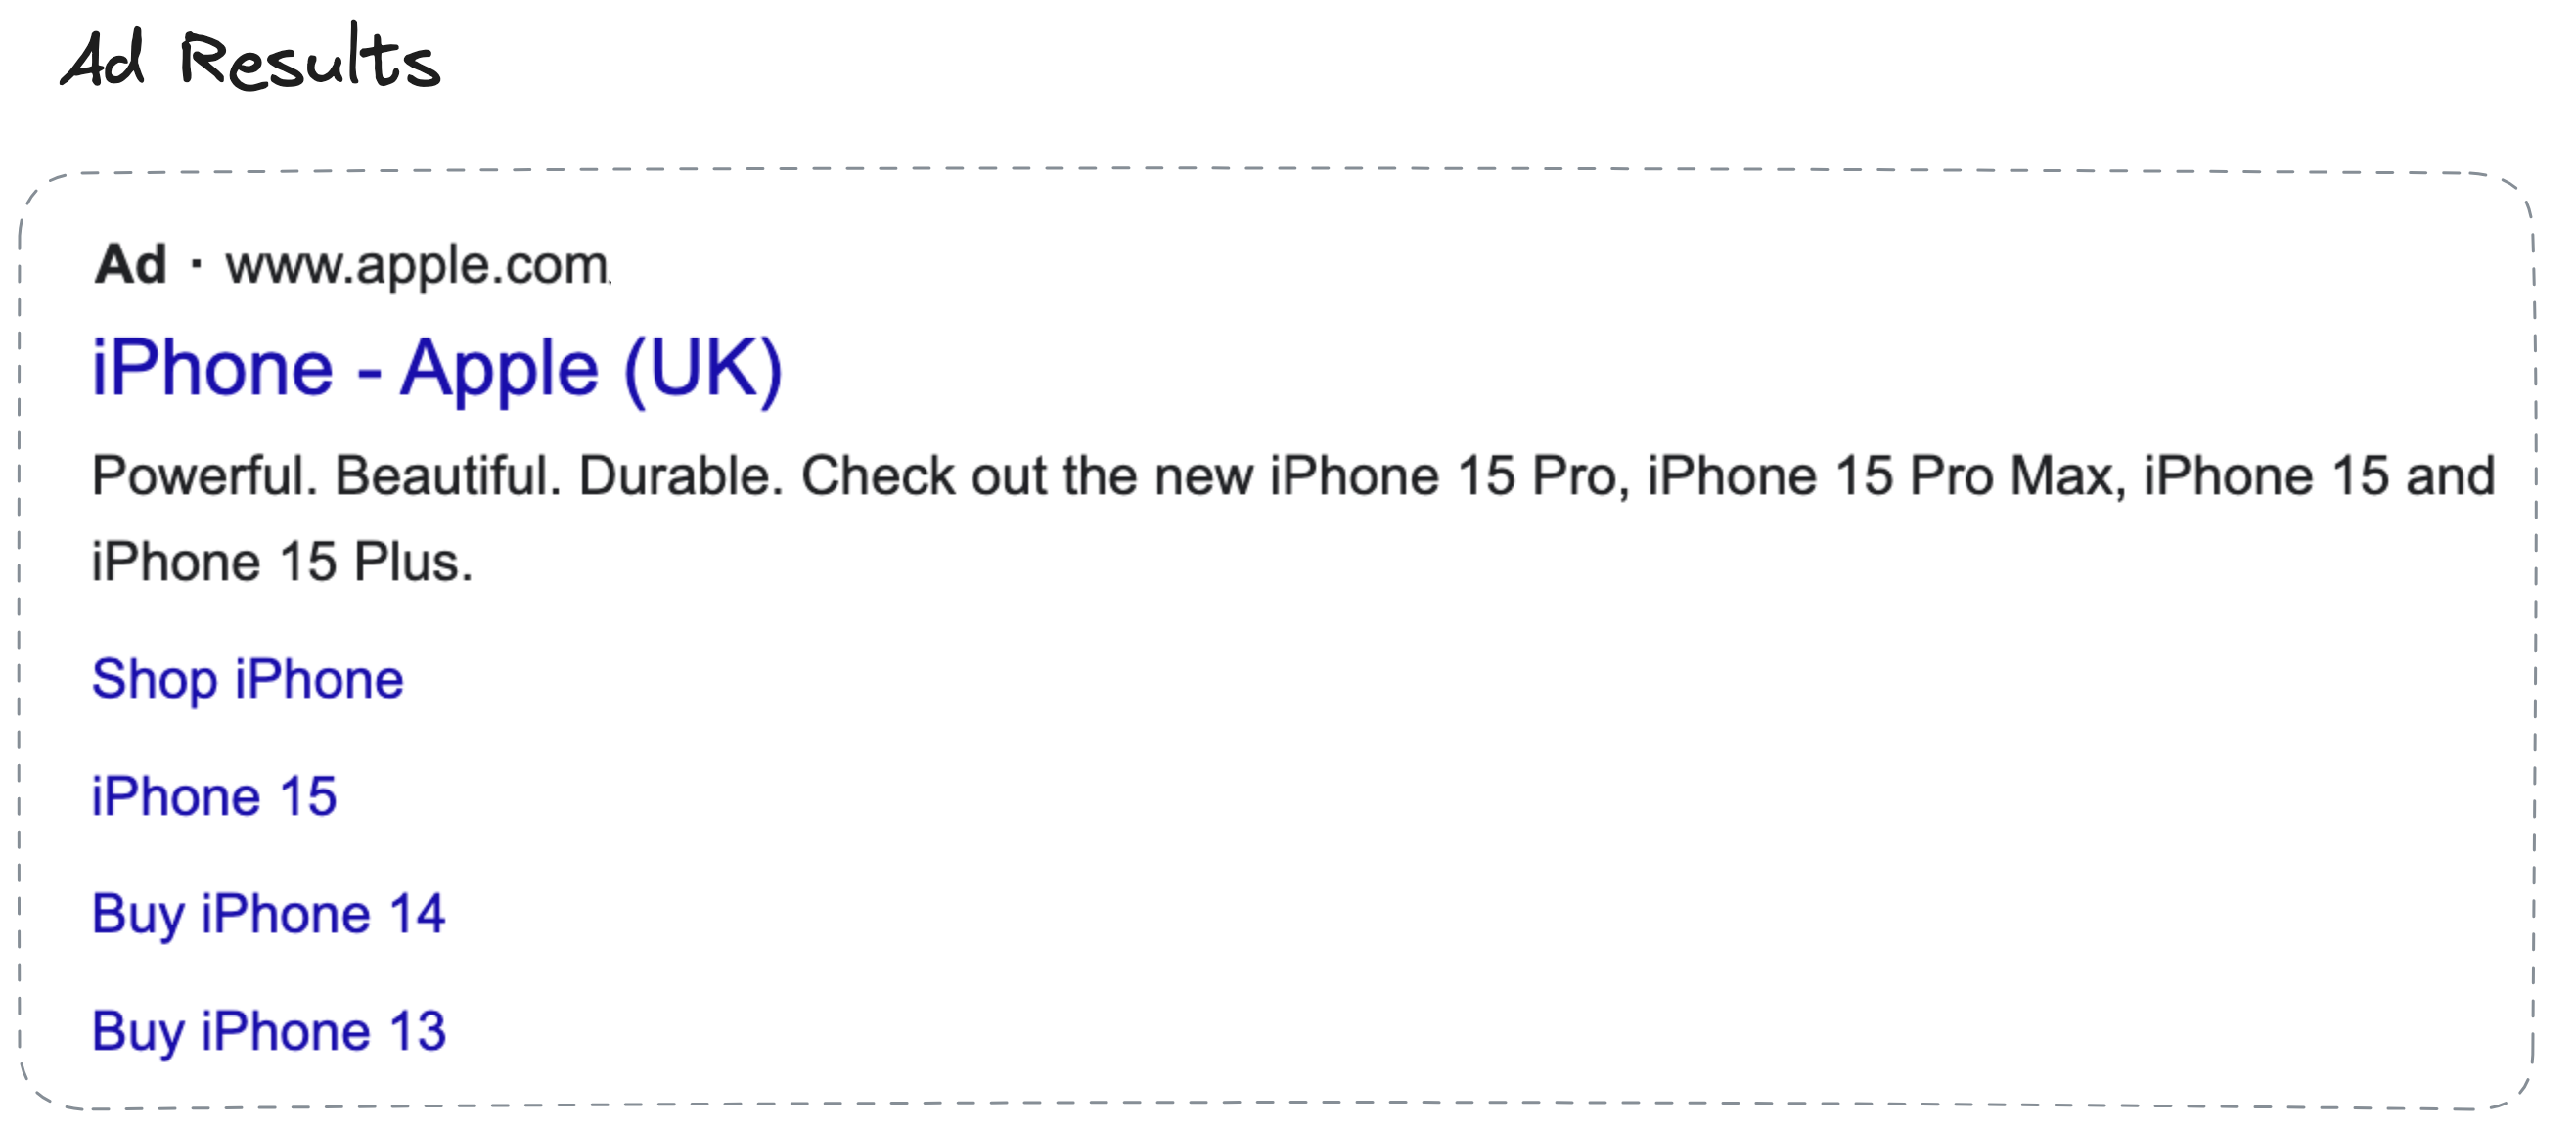 Ad Results
Ad · www.apple.com
iPhone - Apple (UK)
Powerful. Beautiful. Durable. Check out the new iPhone 15 Pro, iPhone 15 Pro Max, iPhone 15 and
iPhone 15 Plus.
Shop iPhone
iPhone 15
Buy iPhone 14
Buy iPhone 13